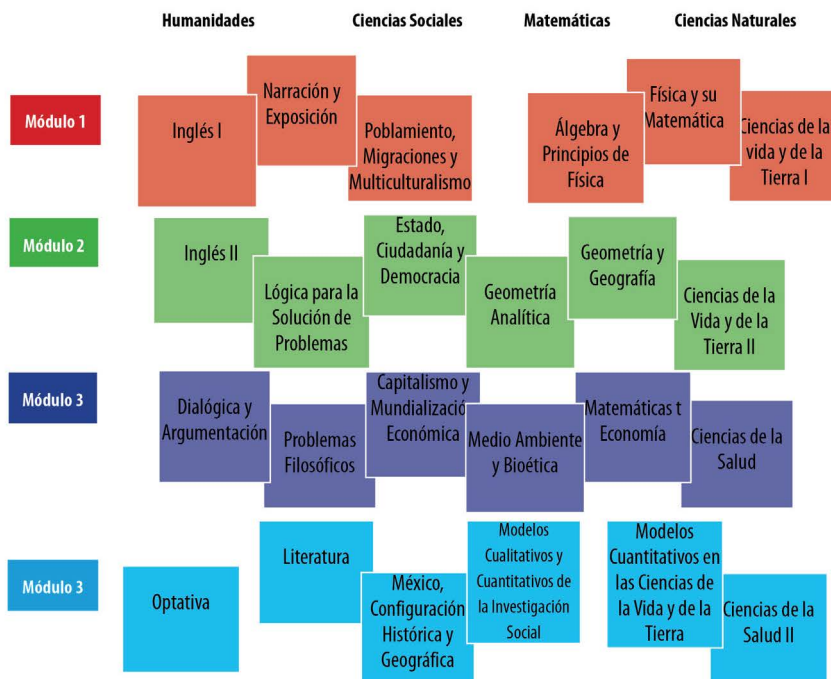 Humanidades
Ciencias Sociales
Matemáticas
Ciencias Naturales
Módulo 1
Inglés I
Narración y
Exposición
Poblamiento,
Migraciones y
Multiculturalismo
Álgebra y
Principios de
Física
Física y su
Matemática
Ciencias de la
vida y de la
Tierra I
Módulo 2
Inglés II
Lógica para la
Solución de
Problemas
Estado,
Ciudadanía y
Democracia
Geometría
Analítica
Geometría y
Geografía
Ciencias de la
Vida y de la
Tierra II
Módulo 3
Dialógica y
Argumentación
Problemas
Filosóficos
Capitalismo y
Mundializació
Económica
Medio Ambiente
y Bioética
Matemáticas t
Economía
Ciencias de la
Salud
Módulo 3
Optativa
Literatura
México,
Configuración
Histórica y
Geográfica
Modelos
Cualitativos y
Cuantitativos de
la Investigación
Social
Modelos
Cuantitativos en
las Ciencias de
la Vida y de la
Tierra
Ciencias de la
Salud II